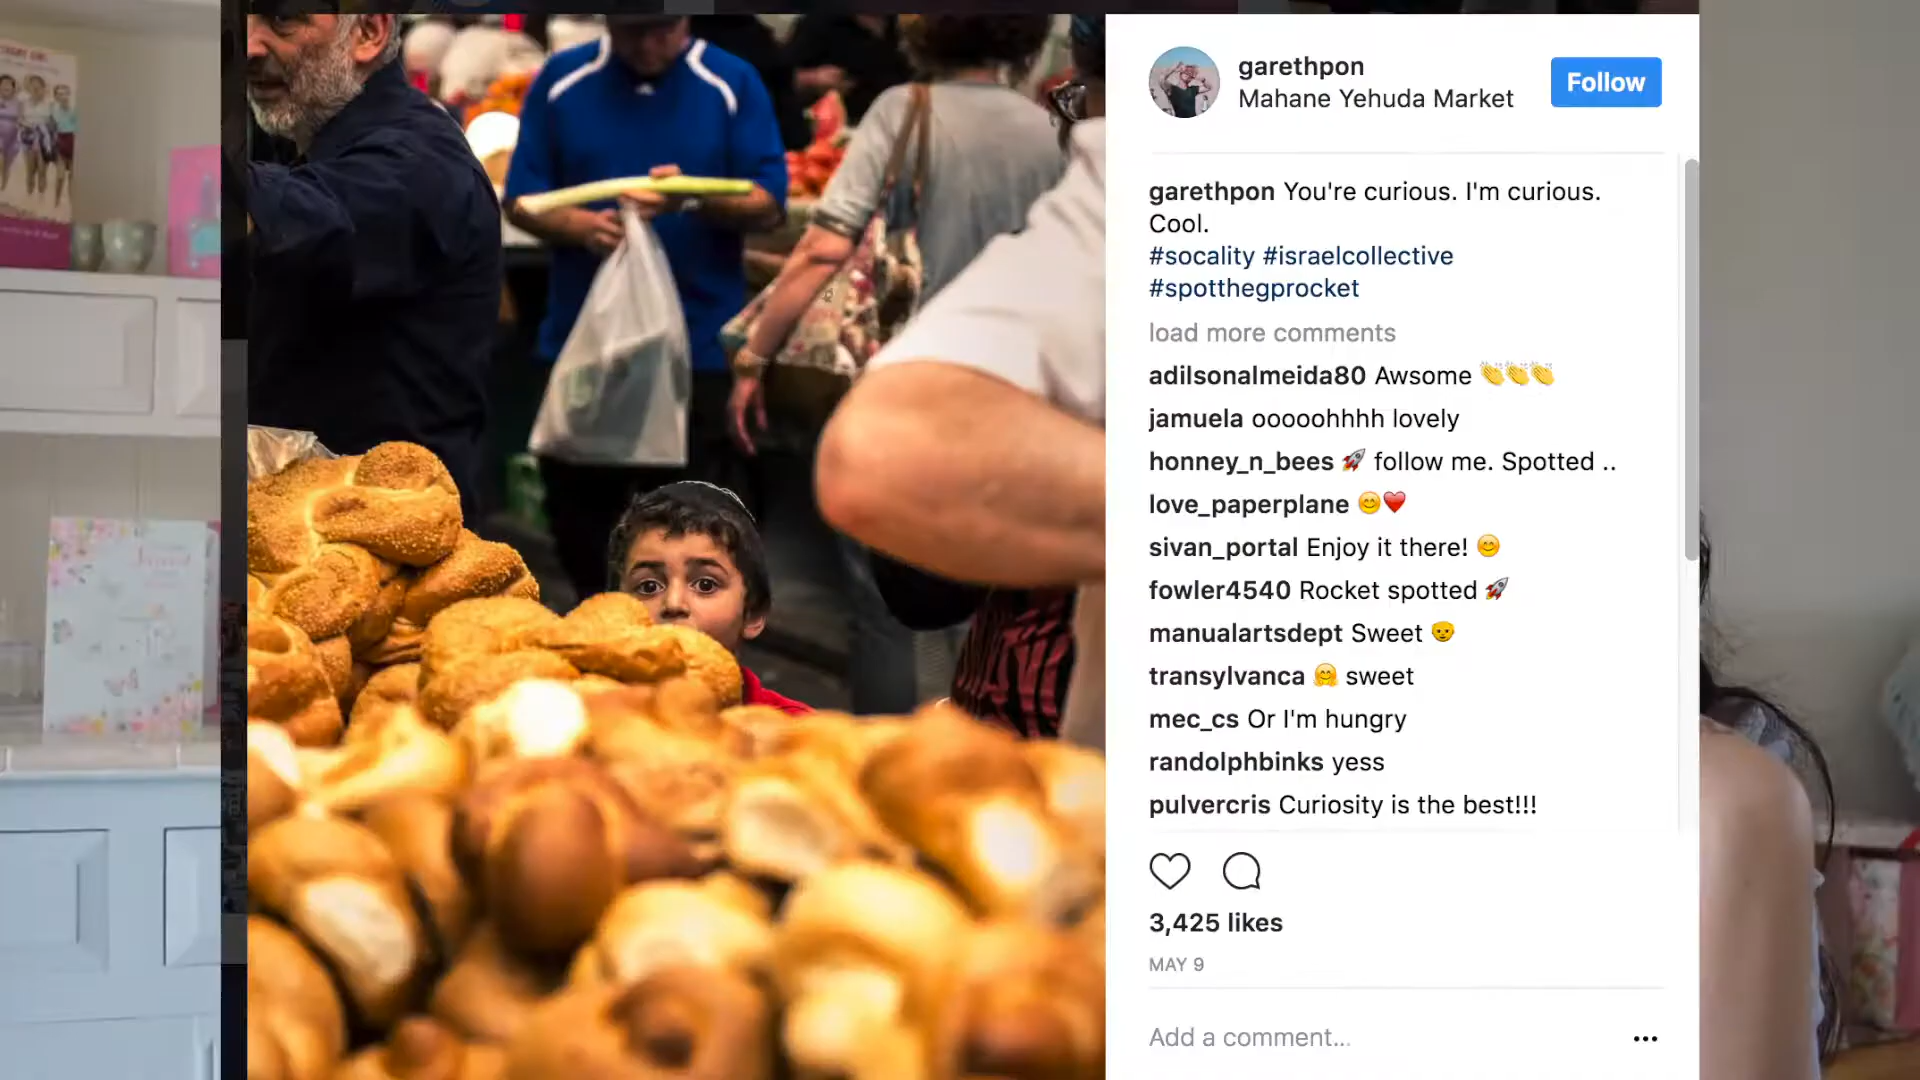 garethpon
Mahane Yehuda Market
Follow
garethpon You're curious. I'm curious.
Cool.
#socality #israelcollective
#spotthegprocket
load more comments
adilsonalmeida80 Awsome 👏👏👏
jamuela ooooohhhh lovely
honney_n_bees 🚀 follow me. Spotted ..
love_paperplane 😊❤️
sivan_portal Enjoy it there! 😊
fowler4540 Rocket spotted 🚀
manualartsdept Sweet 👦
transylvanca 🤗 sweet
mec_cs Or I'm hungry
randolphbinks yess
pulvercris Curiosity is the best!!!
3,425 likes
MAY 9
Add a comment...